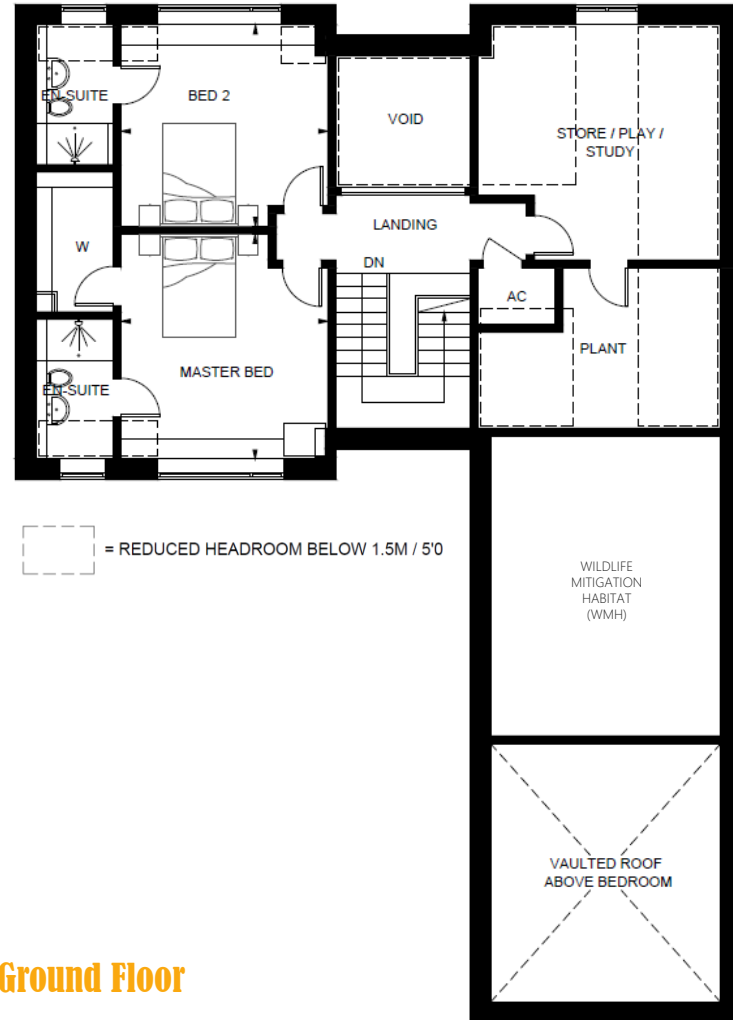 EN-SUITE
BED 2
VOID
STORE / PLAY /
STUDY
LANDING
DN
W
AC
PLANT
MASTER BED
EN-SUITE
= REDUCED HEADROOM BELOW 1.5M / 5'0
WILDLIFE
MITIGATION
HABITAT
(WMH)
VAULTED ROOF
ABOVE BEDROOM
Ground Floor